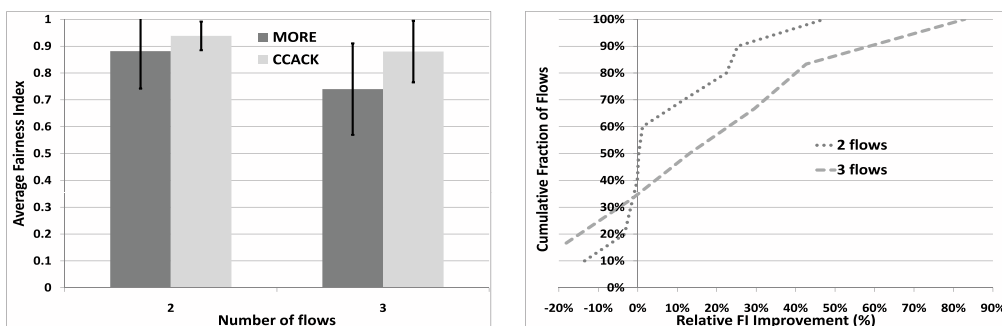 1
0.9
0.8
0.7
0.6
0.5
0.4
0.3
0.2
0.1
0
Average Fairness Index
MORE
CCACK
2
3
Number of flows
100%
90%
80%
70%
60%
50%
40%
30%
20%
10%
0%
Cumulative Fraction of Flows
2 flows
3 flows
-20% -10% 0% 10% 20% 30% 40% 50% 60% 70% 80% 90%
Relative FI Improvement (%)